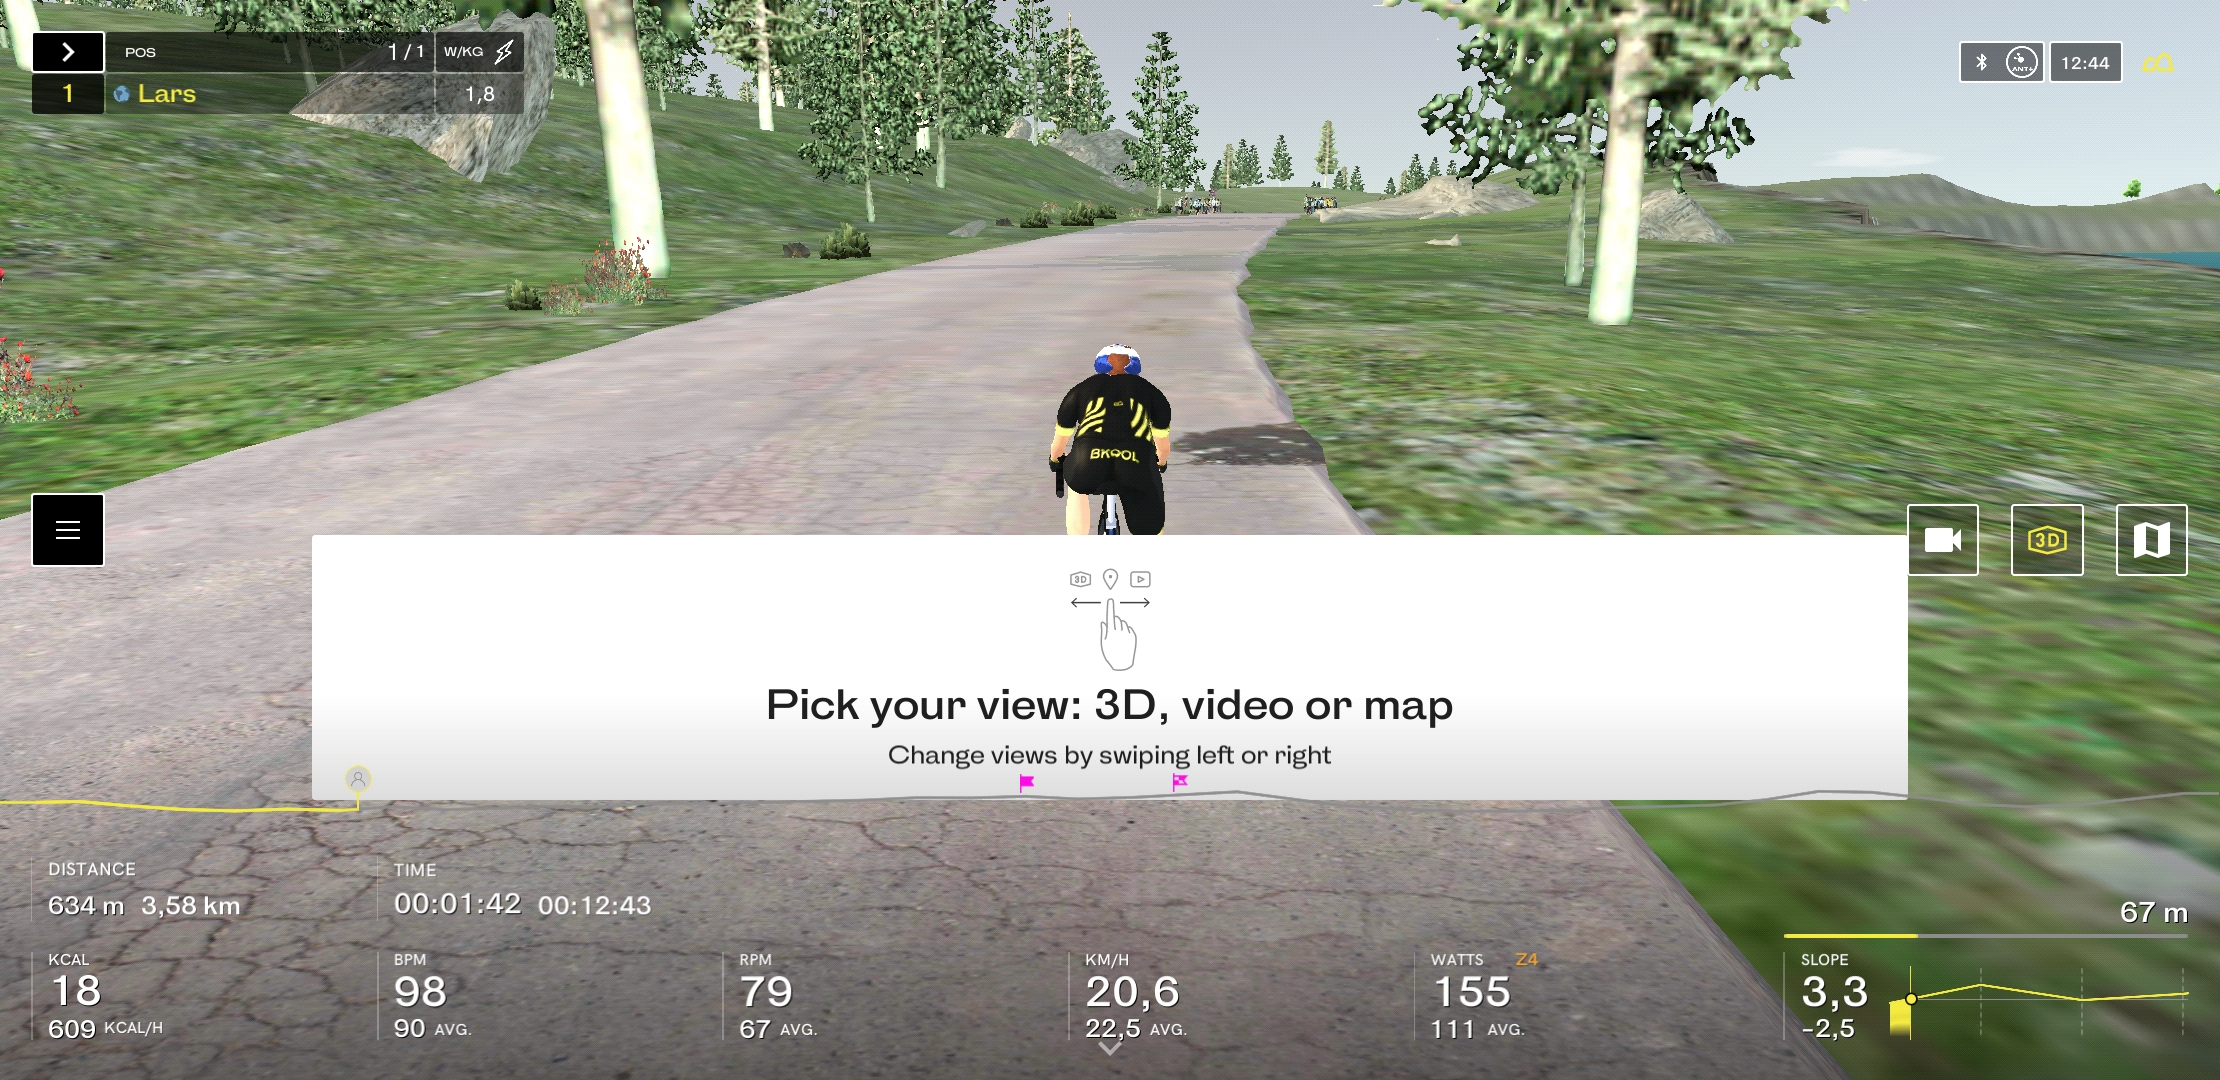 POS 1/1 W/KG
1 Lars 1,8
ANT+ 12:44
BKOOL
3D
3D
Pick your view: 3D, video or map
Change views by swiping left or right
DISTANCE
634 m 3,58 km
TIME
00:01:42 00:12:43
67 m
KCAL
18
609 KCAL/H
BPM
98
90 AVG.
RPM
79
67 AVG.
KM/H
20,6
22,5 AVG.
WATTS Z4
155
111 AVG.
SLOPE
3,3
-2,5